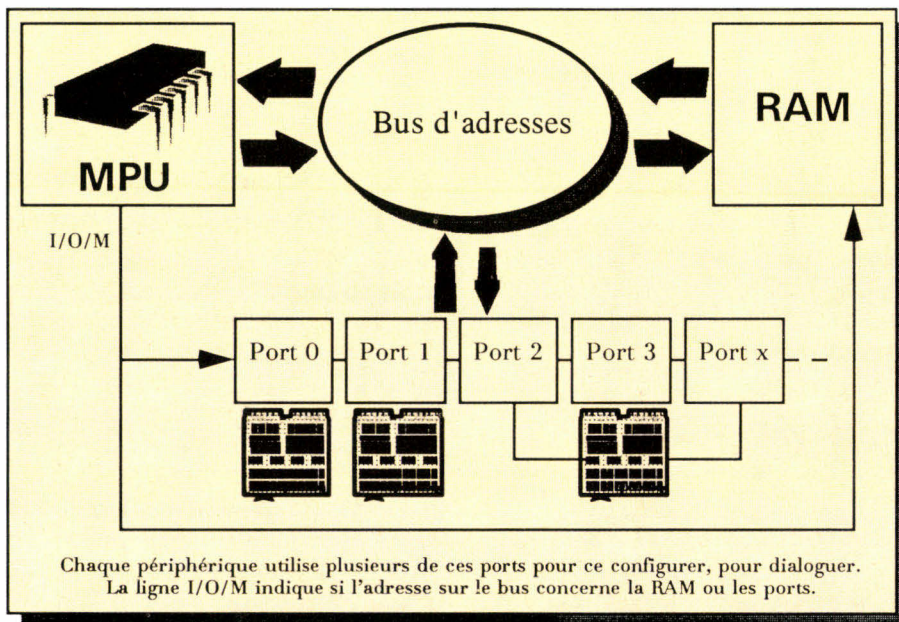 MPU
Bus d'adresses
RAM
I/O/M
Port 0
Port 1
Port 2
Port 3
Port x
Chaque périphérique utilise plusieurs de ces ports pour ce configurer, pour dialoguer.
La ligne I/O/M indique si l'adresse sur le bus concerne la RAM ou les ports.